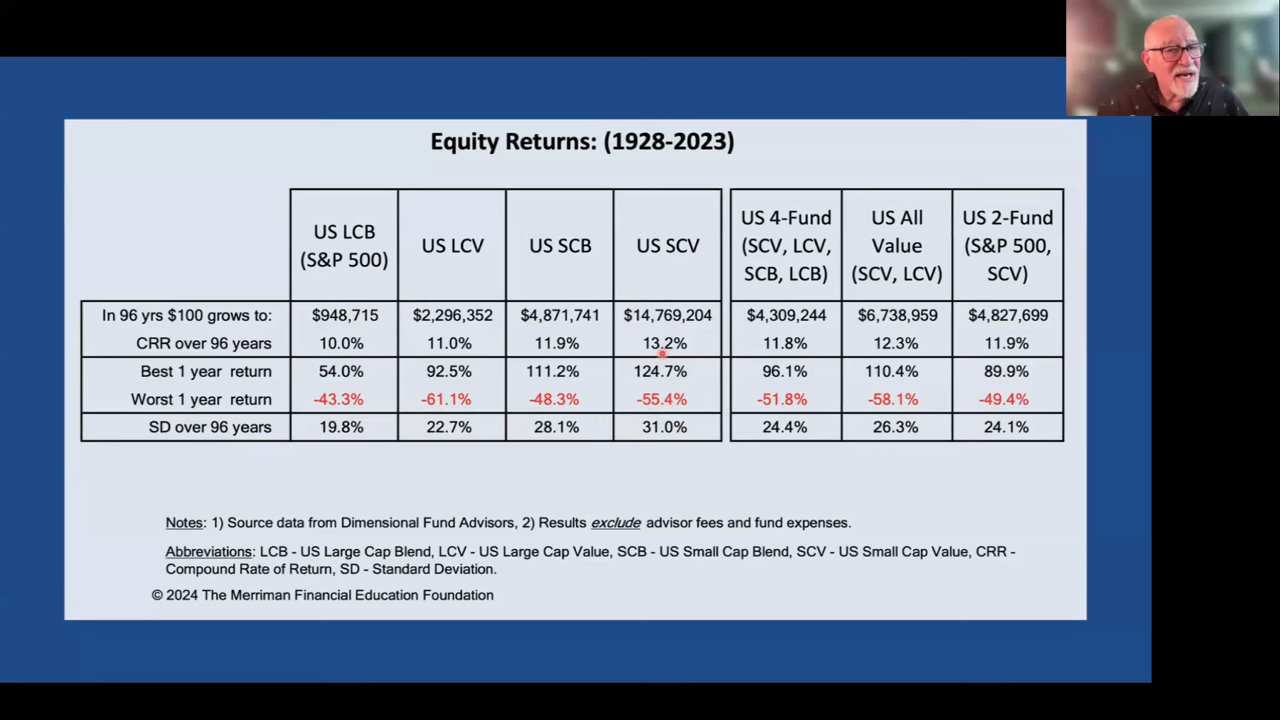 Equity Returns: (1928-2023)
US LCB (S&P 500) US LCV US SCB US SCV US 4-Fund (SCV, LCV, SCB, LCB) US All Value (SCV, LCV) US 2-Fund (S&P 500, SCV)
In 96 yrs $100 grows to: $948,715 $2,296,352 $4,871,741 $14,769,204 $4,309,244 $6,738,959 $4,827,699
CRR over 96 years 10.0% 11.0% 11.9% 13.2% 11.8% 12.3% 11.9%
Best 1 year return 54.0% 92.5% 111.2% 124.7% 96.1% 110.4% 89.9%
Worst 1 year return -43.3% -61.1% -48.3% -55.4% -51.8% -58.1% -49.4%
SD over 96 years 19.8% 22.7% 28.1% 31.0% 24.4% 26.3% 24.1%
Notes: 1) Source data from Dimensional Fund Advisors, 2) Results exclude advisor fees and fund expenses.
Abbreviations: LCB - US Large Cap Blend, LCV - US Large Cap Value, SCB - US Small Cap Blend, SCV - US Small Cap Value, CRR -
Compound Rate of Return, SD - Standard Deviation.
© 2024 The Merriman Financial Education Foundation